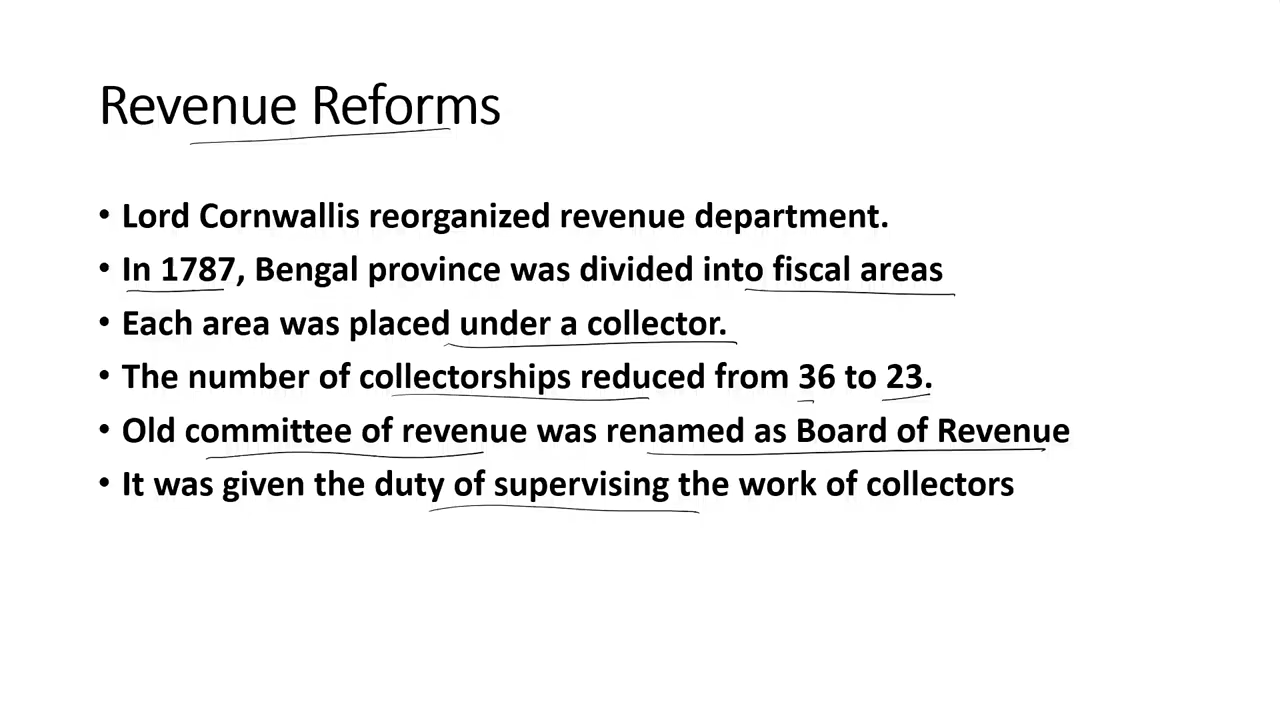 Revenue Reforms
• Lord Cornwallis reorganized revenue department.
• In 1787, Bengal province was divided into fiscal areas
• Each area was placed under a collector.
• The number of collectorships reduced from 36 to 23.
• Old committee of revenue was renamed as Board of Revenue
• It was given the duty of supervising the work of collectors